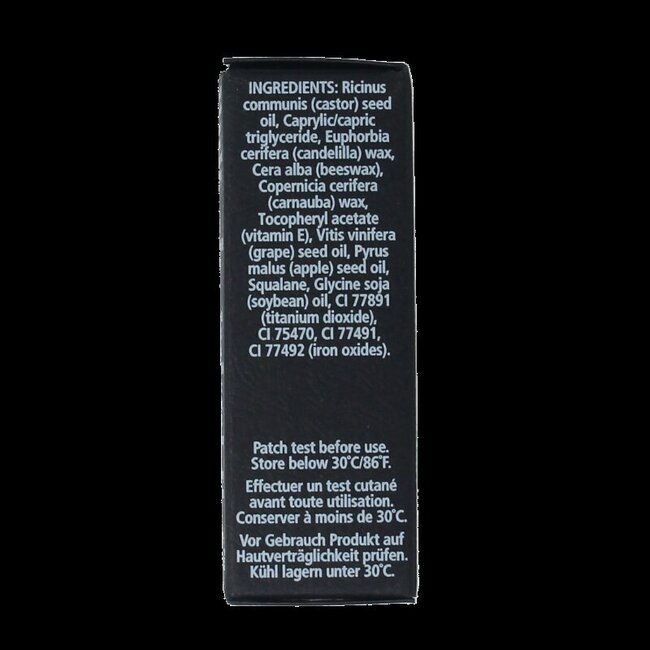 INGREDIENTS: Ricinus
communis (castor) seed
oil, Caprylic/capric
triglyceride, Euphorbia
cerifera (candelilla) wax,
Cera alba (beeswax),
Copernicia cerifera
(carnauba) wax,
Tocopheryl acetate
(vitamin E), Vitis vinifera
(grape) seed oil, Pyrus
malus (apple) seed oil,
Squalane, Glycine soja
(soybean) oil, CI 77891
(titanium dioxide),
CI 75470, CI 77491,
CI 77492 (iron oxides).
Patch test before use.
Store below 30°C/86°F.
Effectuer un test cutané
avant toute utilisation.
Conserver à moins de 30°C.
Vor Gebrauch Produkt auf
Hautverträglichkeit prüfen.
Kühl lagern unter 30°C.